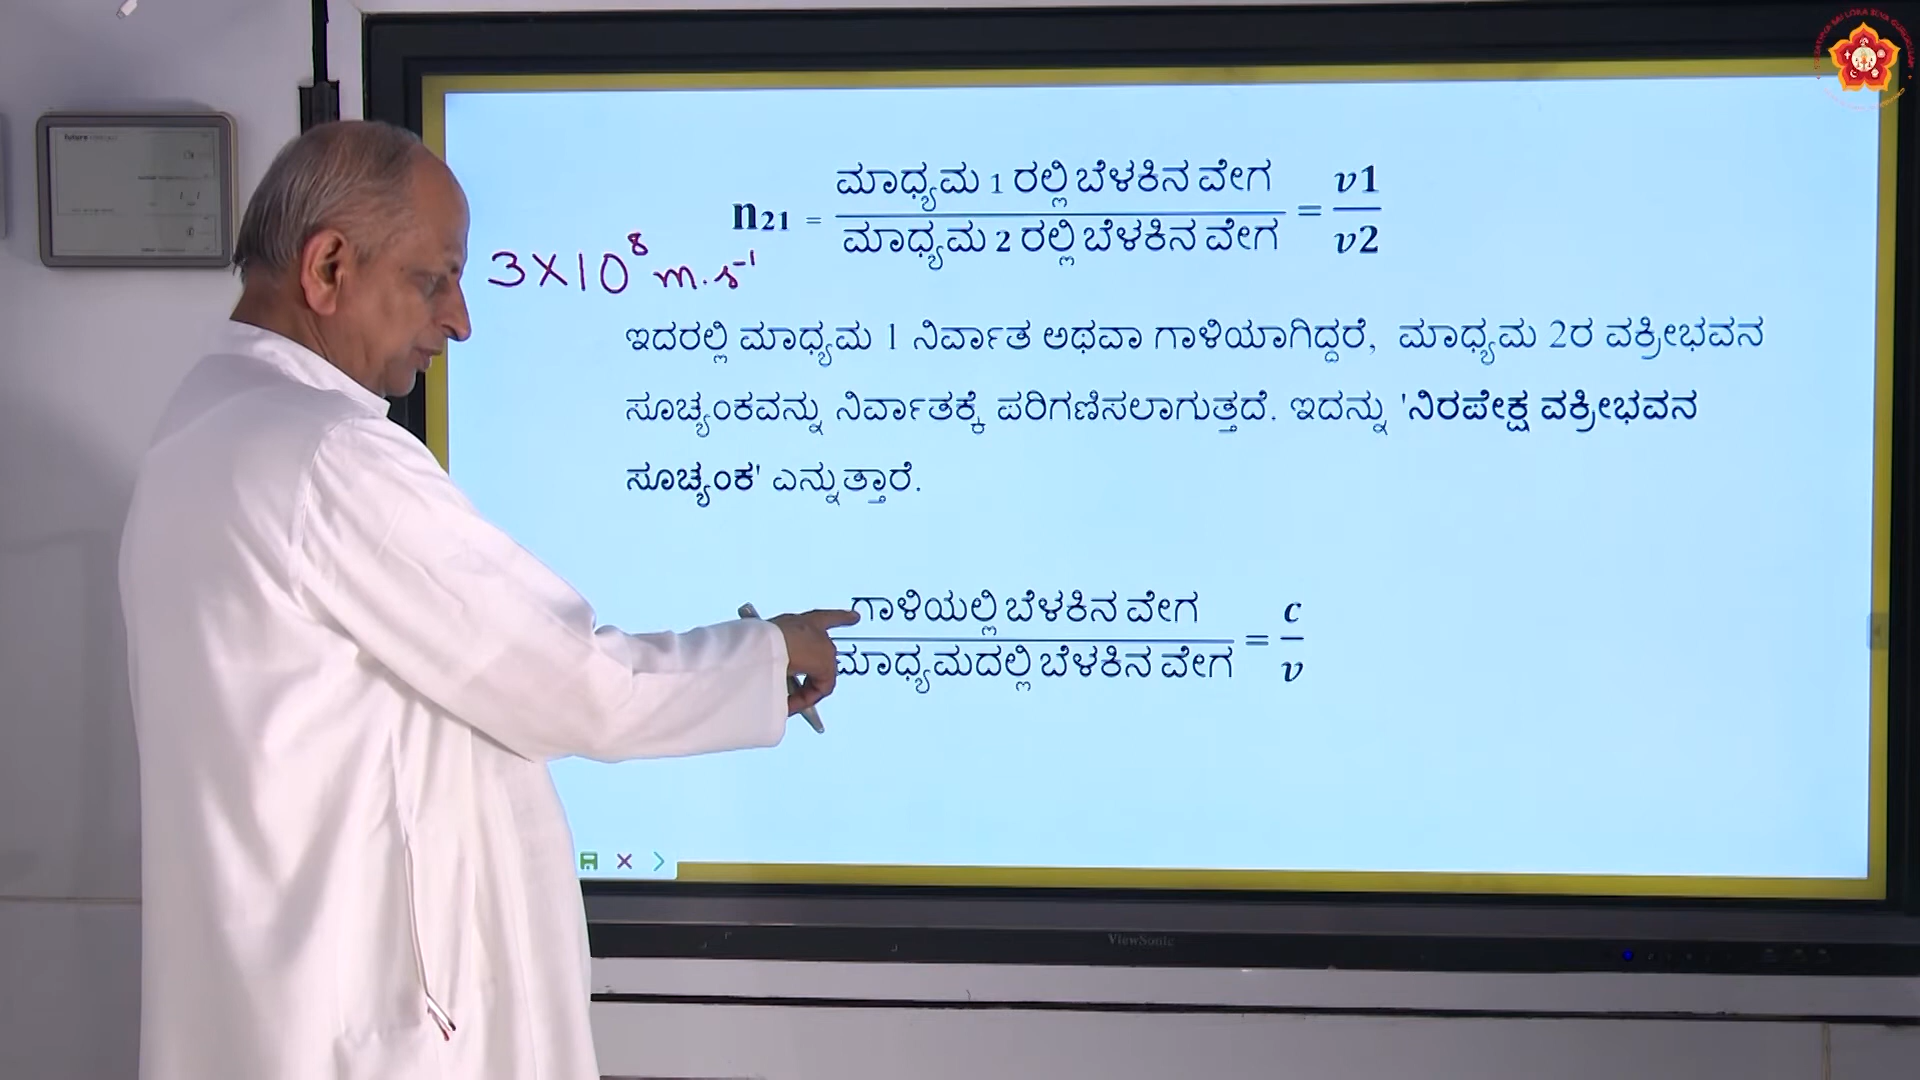 n21 = ಮಾಧ್ಯಮ 1 ರಲ್ಲಿ ಬೆಳಕಿನ ವೇಗ / ಮಾಧ್ಯಮ 2 ರಲ್ಲಿ ಬೆಳಕಿನ ವೇಗ = v1 / v2
3×10⁸ m.s⁻¹
ಇದರಲ್ಲಿ ಮಾಧ್ಯಮ 1 ನಿರ್ವಾತ ಅಥವಾ ಗಾಳಿಯಾಗಿದ್ದರೆ, ಮಾಧ್ಯಮ 2ರ ವಕ್ರೀಭವನ
ಸೂಚ್ಯಂಕವನ್ನು ನಿರ್ವಾತಕ್ಕೆ ಪರಿಗಣಿಸಲಾಗುತ್ತದೆ. ಇದನ್ನು 'ನಿರಪೇಕ್ಷ ವಕ್ರೀಭವನ
ಸೂಚ್ಯಂಕ' ಎನ್ನುತ್ತಾರೆ.
ಗಾಳಿಯಲ್ಲಿ ಬೆಳಕಿನ ವೇಗ / ಮಾಧ್ಯಮದಲ್ಲಿ ಬೆಳಕಿನ ವೇಗ = c / v
ViewSonic